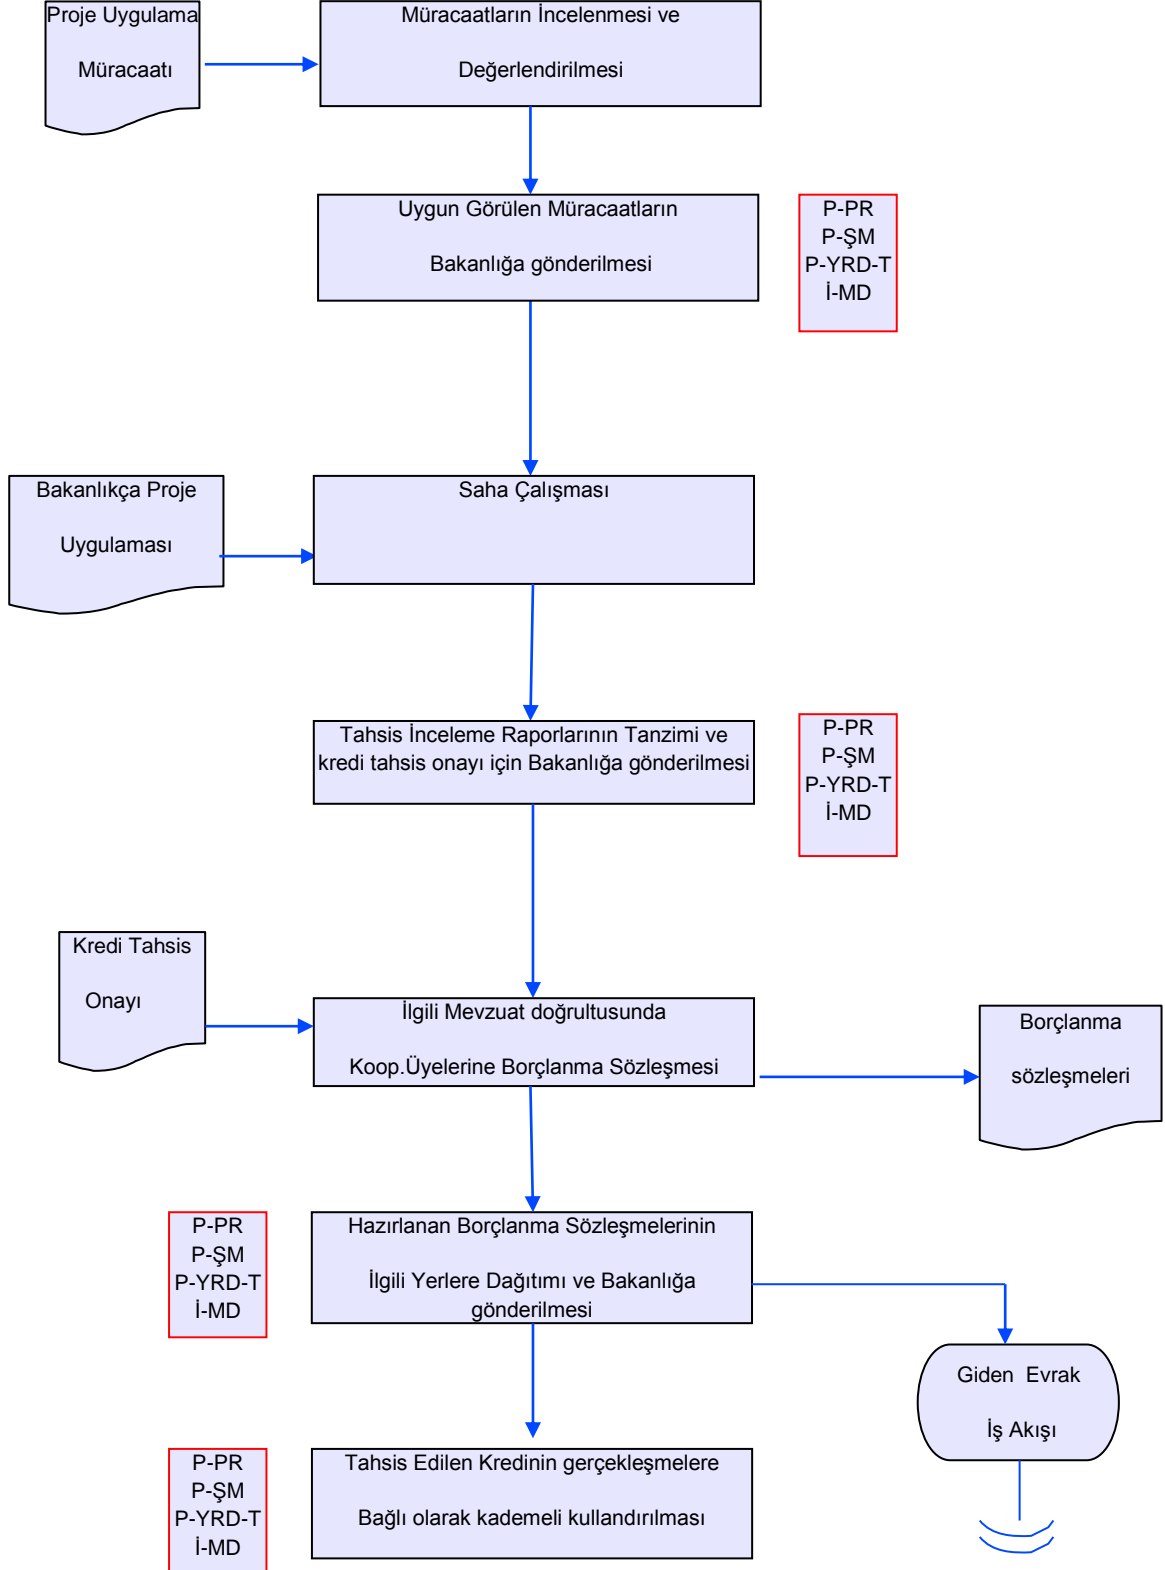 Proje Uygulama
Müracaatı
Müracaatların İncelenmesi ve
Değerlendirilmesi
Uygun Görülen Müracaatların
Bakanlığa gönderilmesi
P-PR
P-ŞM
P-YRD-T
İ-MD
Bakanlıkça Proje
Uygulaması
Saha Çalışması
Tahsis İnceleme Raporlarının Tanzimi ve
kredi tahsis onayı için Bakanlığa gönderilmesi
P-PR
P-ŞM
P-YRD-T
İ-MD
Kredi Tahsis
Onayı
İlgili Mevzuat doğrultusunda
Koop.Üyelerine Borçlanma Sözleşmesi
Borçlanma
sözleşmeleri
P-PR
P-ŞM
P-YRD-T
İ-MD
Hazırlanan Borçlanma Sözleşmelerinin
İlgili Yerlere Dağıtımı ve Bakanlığa
gönderilmesi
Giden Evrak
İş Akışı
P-PR
P-ŞM
P-YRD-T
İ-MD
Tahsis Edilen Kredinin gerçekleşmelere
Bağlı olarak kademeli kullandırılması